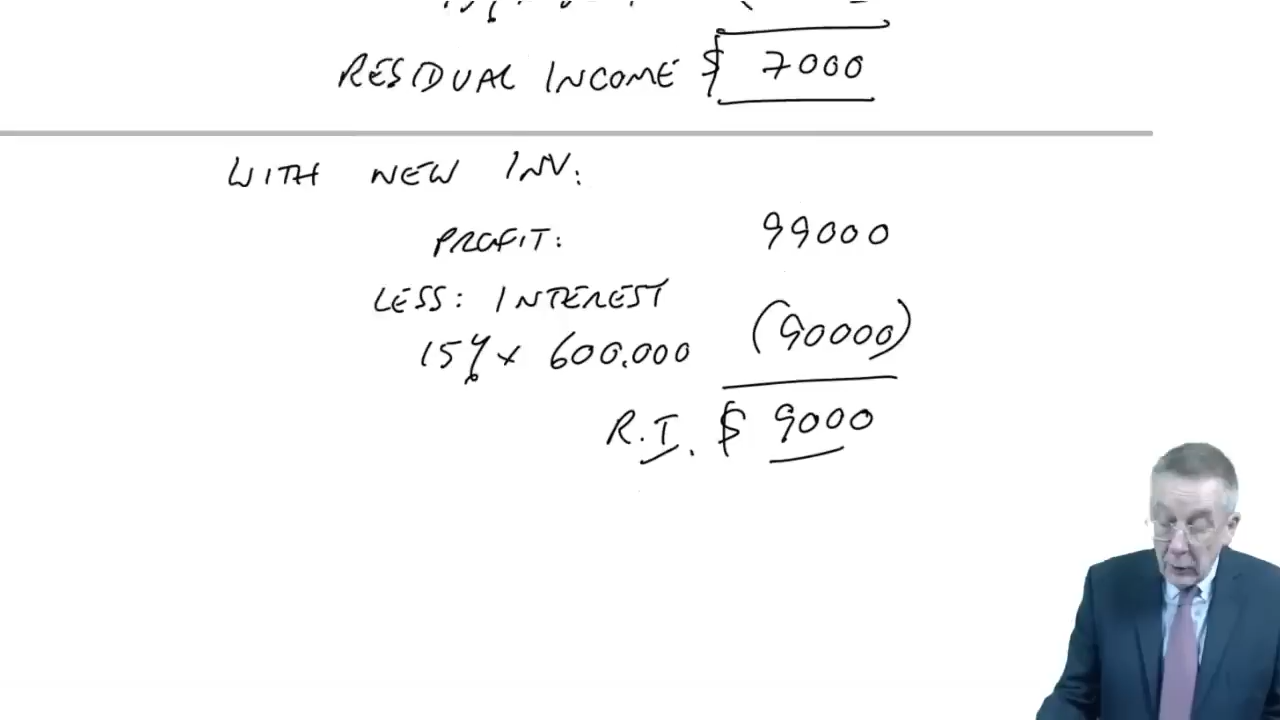 RESIDUAL INCOME $ 7000
WITH NEW INV:
PROFIT: 99000
LESS: INTEREST
15% x 600,000 (90000)
R.I. $ 9000